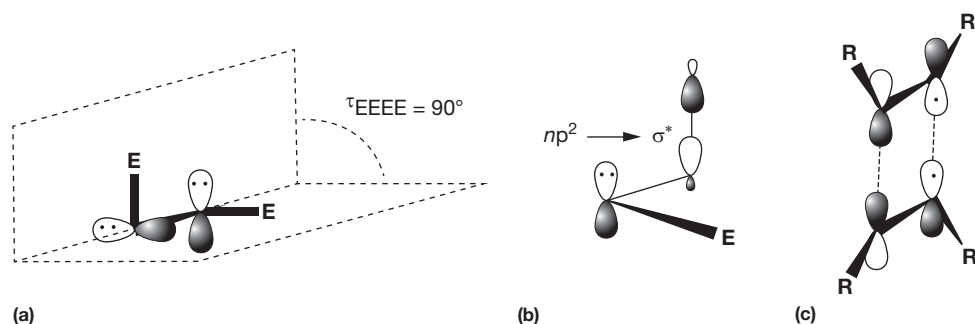 τEEEE = 90°
E
E
(a)
np² → σ*
E
(b)
R
R
R
R
(c)